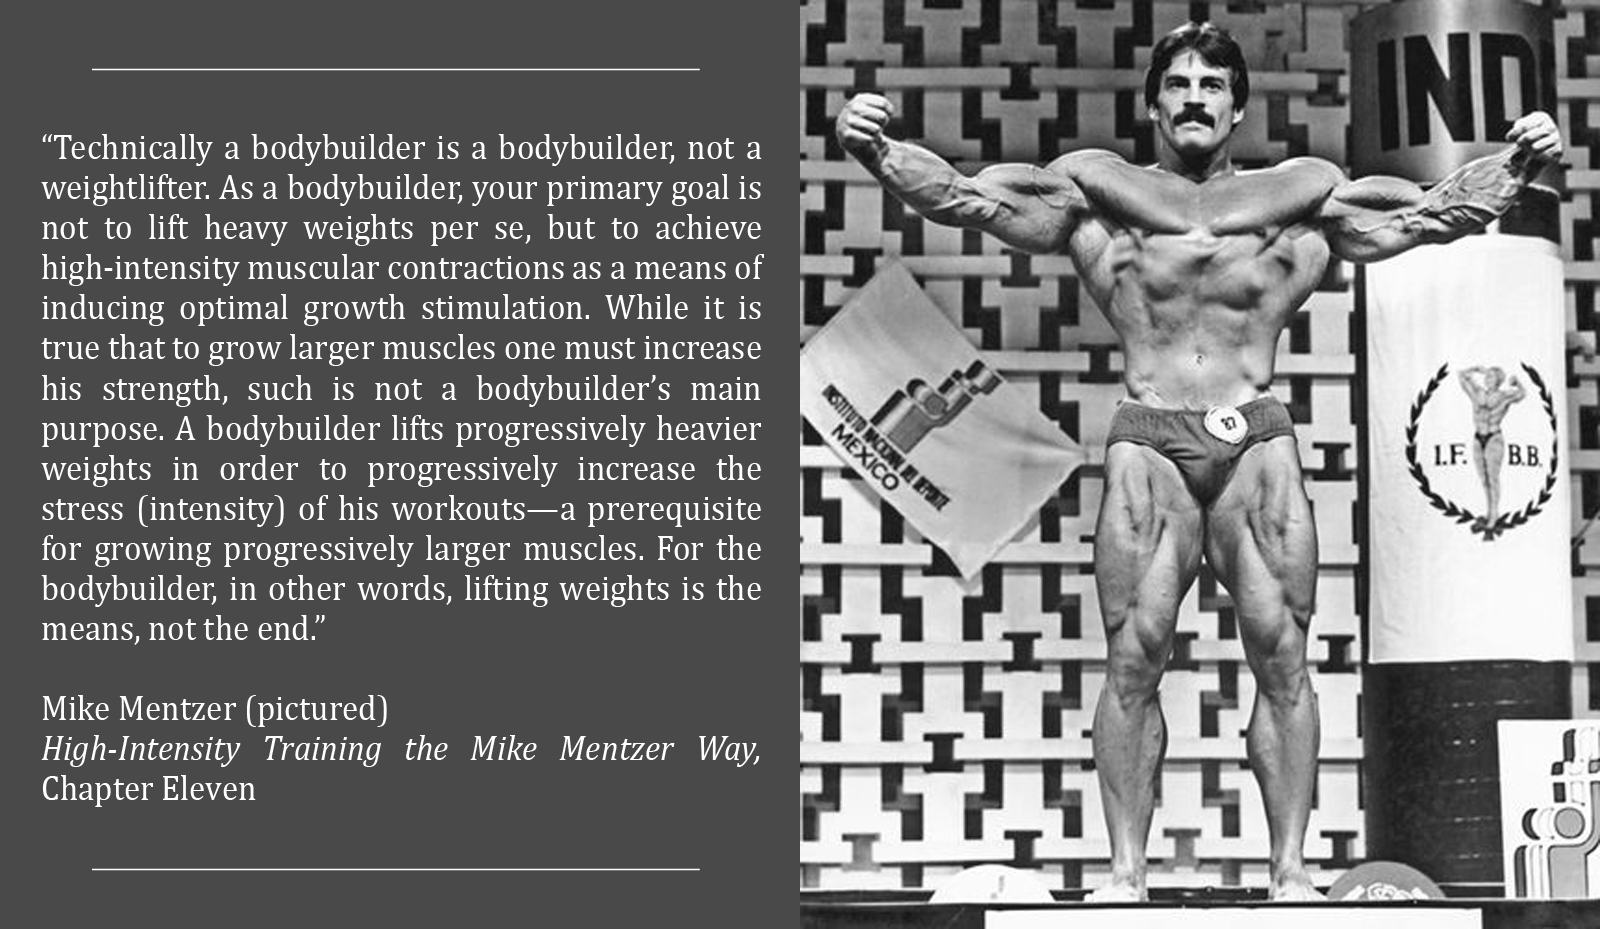 “Technically a bodybuilder is a bodybuilder, not a
weightlifter. As a bodybuilder, your primary goal is
not to lift heavy weights per se, but to achieve
high-intensity muscular contractions as a means of
inducing optimal growth stimulation. While it is
true that to grow larger muscles one must increase
his strength, such is not a bodybuilder’s main
purpose. A bodybuilder lifts progressively heavier
weights in order to progressively increase the
stress (intensity) of his workouts—a prerequisite
for growing progressively larger muscles. For the
bodybuilder, in other words, lifting weights is the
means, not the end.”
Mike Mentzer (pictured)
High-Intensity Training the Mike Mentzer Way,
Chapter Eleven
IND
87
INSTITUTO NACIONAL DEL DEPORTE
MEXICO
I.F. B.B.